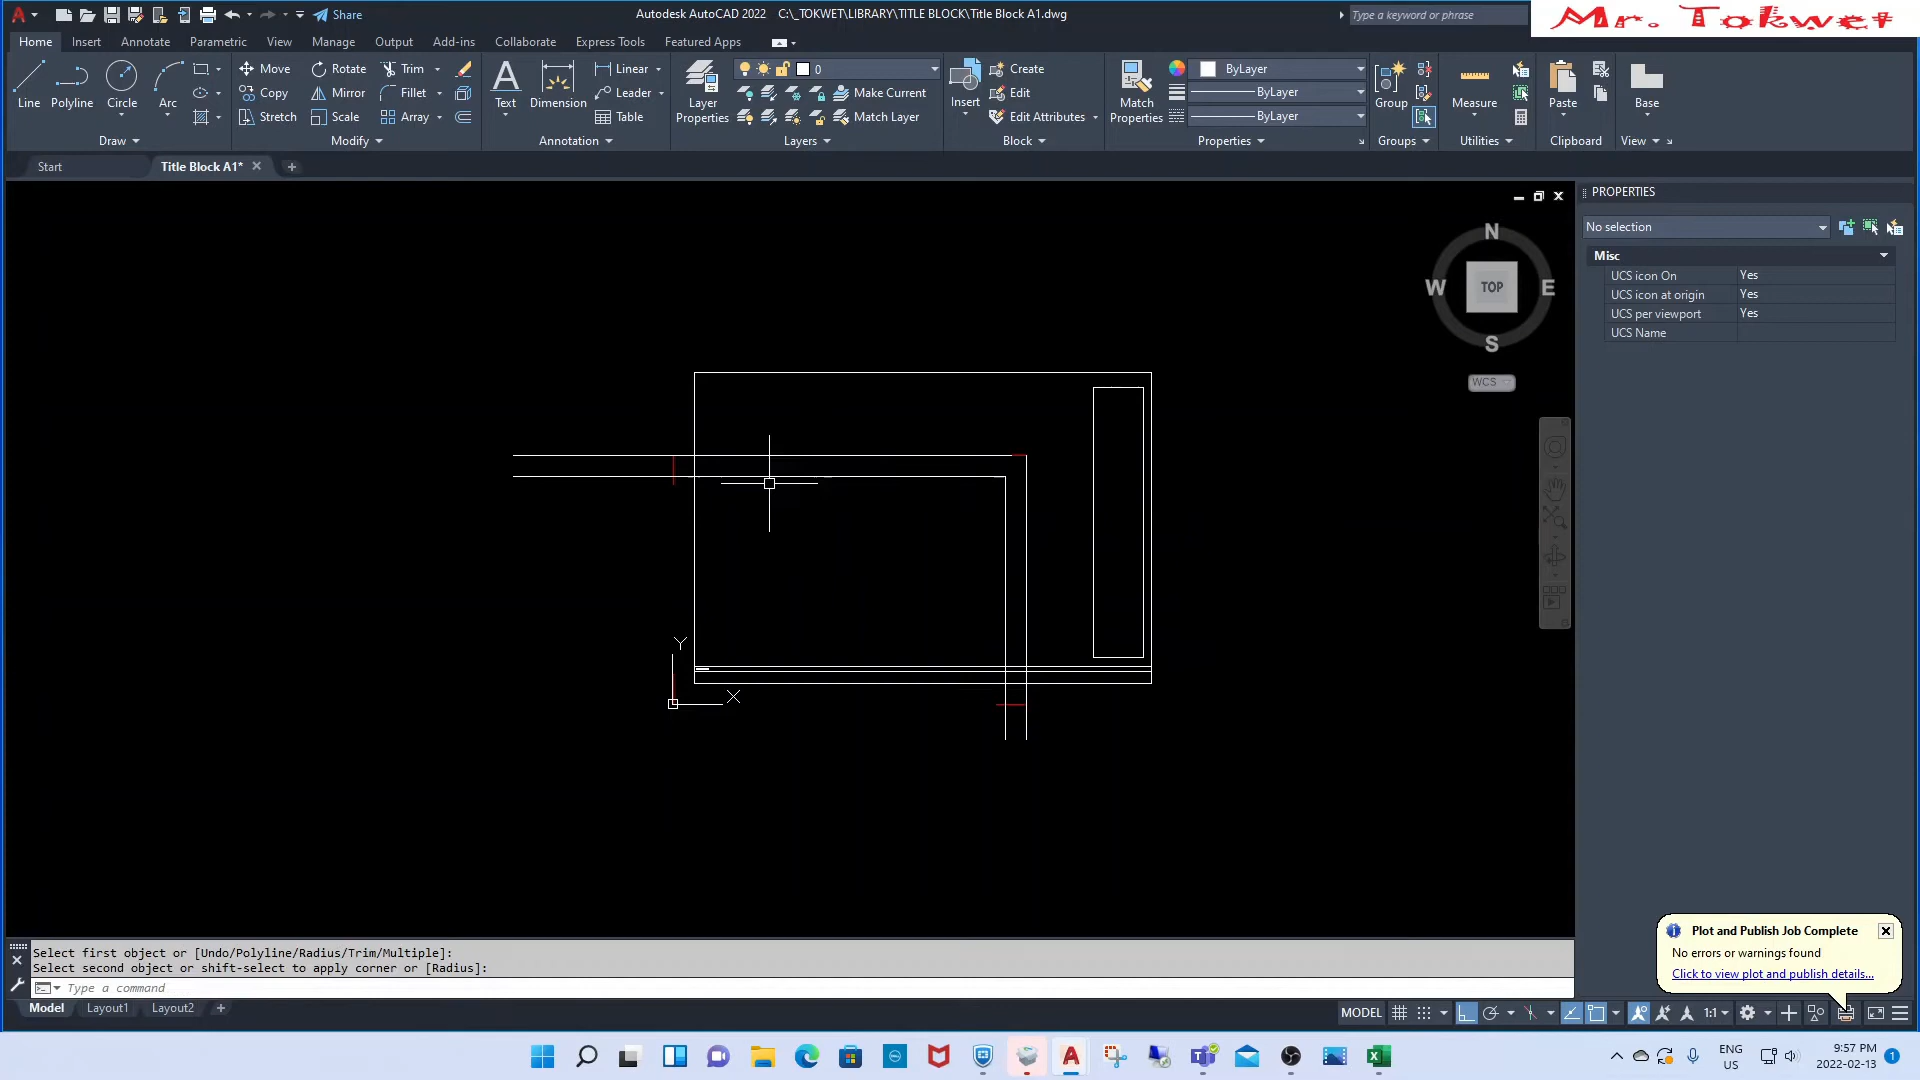 Share
Autodesk AutoCAD 2022   C:\_TOKWET\LIBRARY\TITLE BLOCK\Title Block A1.dwg
Type a keyword or phrase
Mr. Tokwet
Home Insert Annotate Parametric View Manage Output Add-ins Collaborate Express Tools Featured Apps
Line Polyline Circle Arc
Move Rotate Trim
Copy Mirror Fillet
Stretch Scale Array
Text Dimension
Linear
Leader
Table
Layer Properties
0
Make Current
Match Layer
Insert
Create
Edit
Edit Attributes
Match Properties
ByLayer
ByLayer
ByLayer
Group
Measure
Paste
Base
Draw Modify Annotation Layers Block Properties Groups Utilities Clipboard View
Start Title Block A1*
N
W TOP E
S
WCS
Y
X
PROPERTIES
No selection
Misc
UCS icon On Yes
UCS icon at origin Yes
UCS per viewport Yes
UCS Name
Plot and Publish Job Complete
No errors or warnings found
Click to view plot and publish details...
Select first object or [Undo/Polyline/Radius/Trim/Multiple]:
Select second object or shift-select to apply corner or [Radius]:
Type a command
Model Layout1 Layout2
MODEL 1:1
ENG
US
9:57 PM
2022-02-13
1